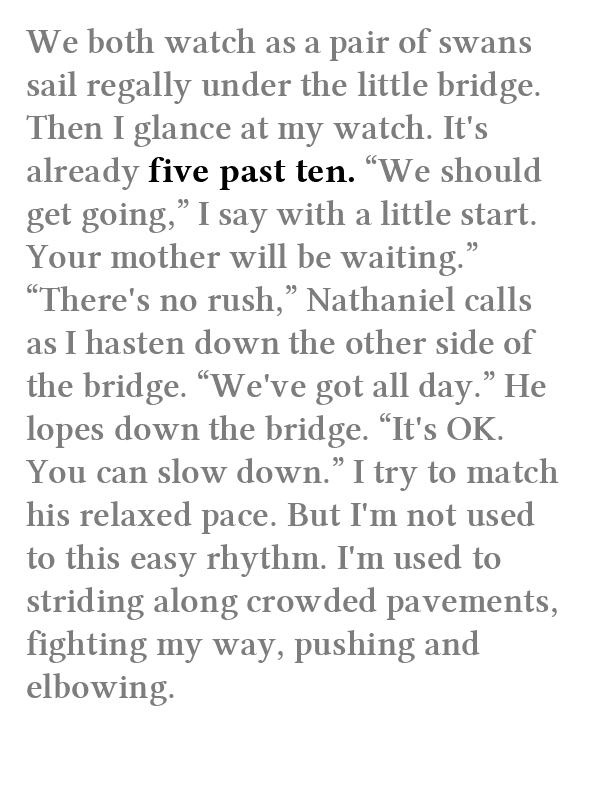 We both watch as a pair of swans
sail regally under the little bridge.
Then I glance at my watch. It's
already five past ten. “We should
get going,” I say with a little start.
Your mother will be waiting.”
“There's no rush,” Nathaniel calls
as I hasten down the other side of
the bridge. “We've got all day.” He
lopes down the bridge. “It's OK.
You can slow down.” I try to match
his relaxed pace. But I'm not used
to this easy rhythm. I'm used to
striding along crowded pavements,
fighting my way, pushing and
elbowing.